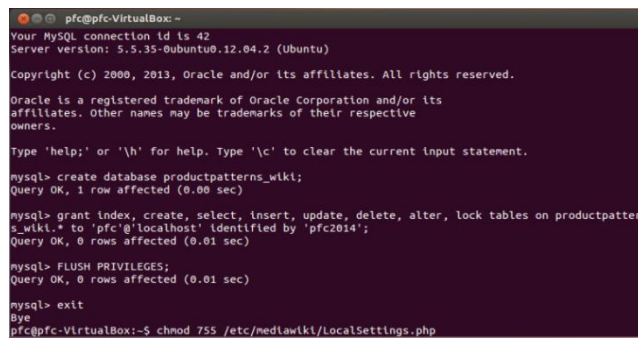 pfc@pfc-VirtualBox: ~
Your MySQL connection id is 42
Server version: 5.5.35-0ubuntu0.12.04.2 (Ubuntu)
Copyright (c) 2000, 2013, Oracle and/or its affiliates. All rights reserved.
Oracle is a registered trademark of Oracle Corporation and/or its
affiliates. Other names may be trademarks of their respective
owners.
Type 'help;' or '\h' for help. Type '\c' to clear the current input statement.
mysql> create database productpatterns_wiki;
Query OK, 1 row affected (0.00 sec)
mysql> grant index, create, select, insert, update, delete, alter, lock tables on productpatter
s_wiki.* to 'pfc'@'localhost' identified by 'pfc2014';
Query OK, 0 rows affected (0.01 sec)
mysql> FLUSH PRIVILEGES;
Query OK, 0 rows affected (0.01 sec)
mysql> exit
Bye
pfc@pfc-VirtualBox:~$ chmod 755 /etc/mediawiki/LocalSettings.php